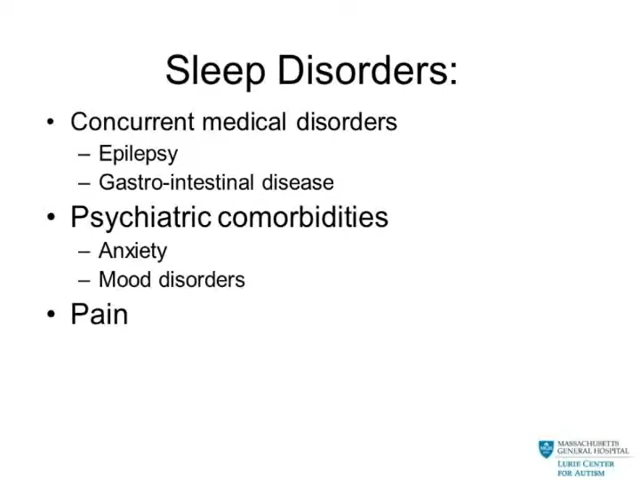 Sleep Disorders:
• Concurrent medical disorders
– Epilepsy
– Gastro-intestinal disease
• Psychiatric comorbidities
– Anxiety
– Mood disorders
• Pain
MASSACHUSETTS
GENERAL HOSPITAL
LURIE CENTER
FOR AUTISM